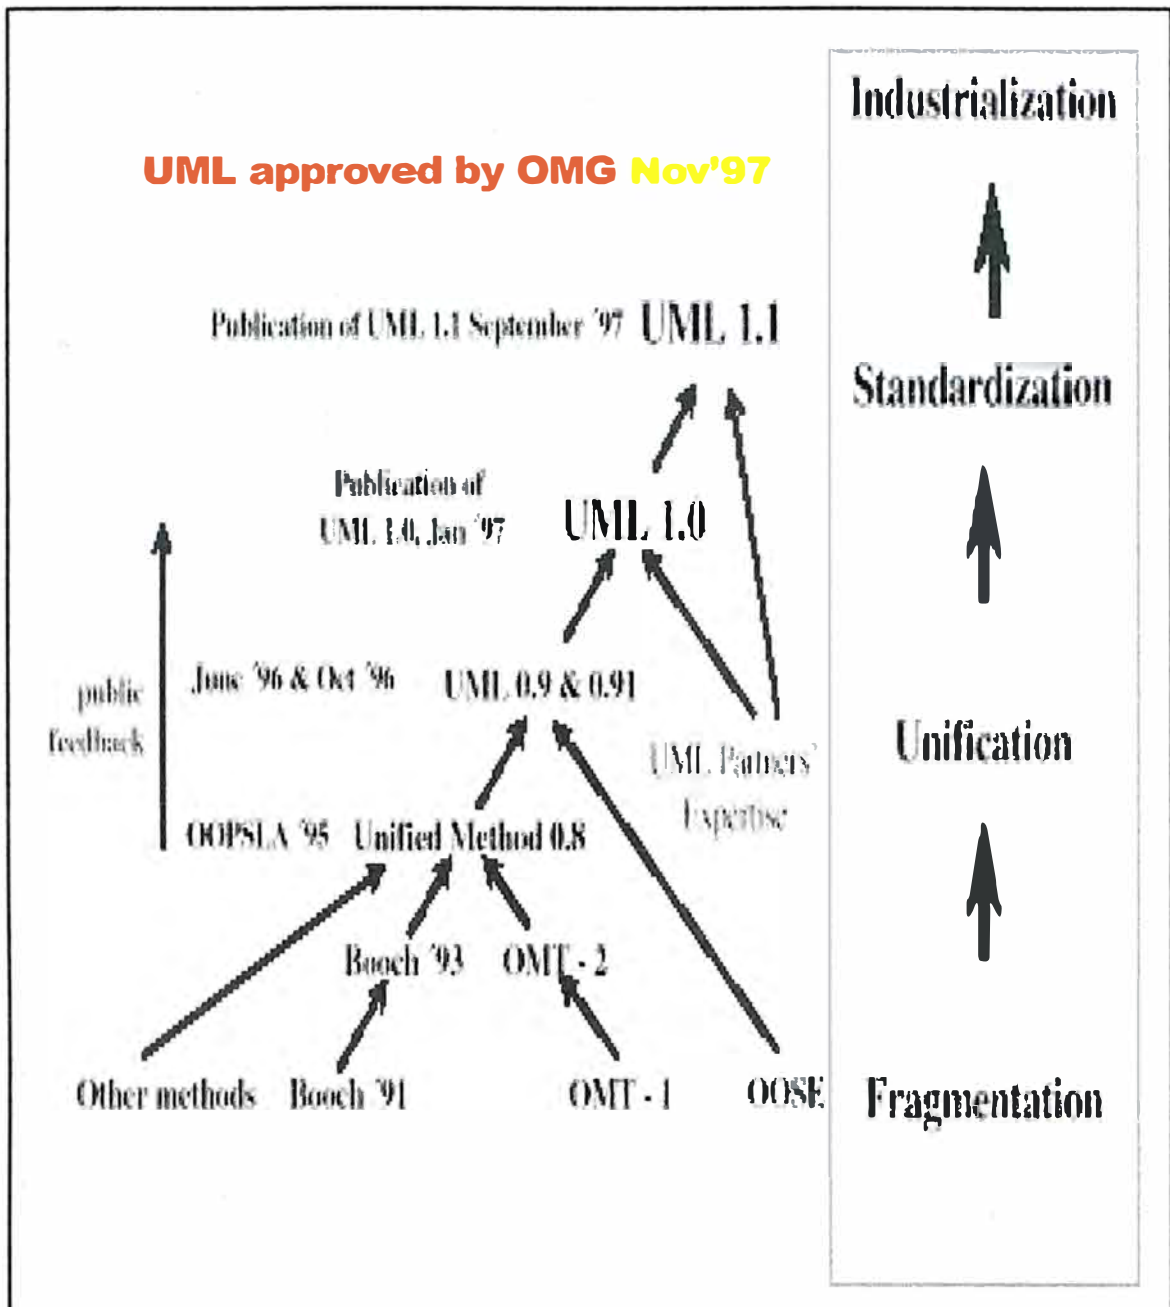 Industrialization
UML approved by OMG Nov'97
Publication of UML 1.1 September '97 UML 1.1
Standardization
Publication of
UML 1.0, Jan '97
UML 1.0
June '96 & Oct '96 UML 0.9 & 0.91
public
feedback
Unification
UML Partners'
Expertise
OOPSLA '95 Unified Method 0.8
Booch '93 OMT - 2
Other methods Booch '91 OMT - 1 OOSE
Fragmentation